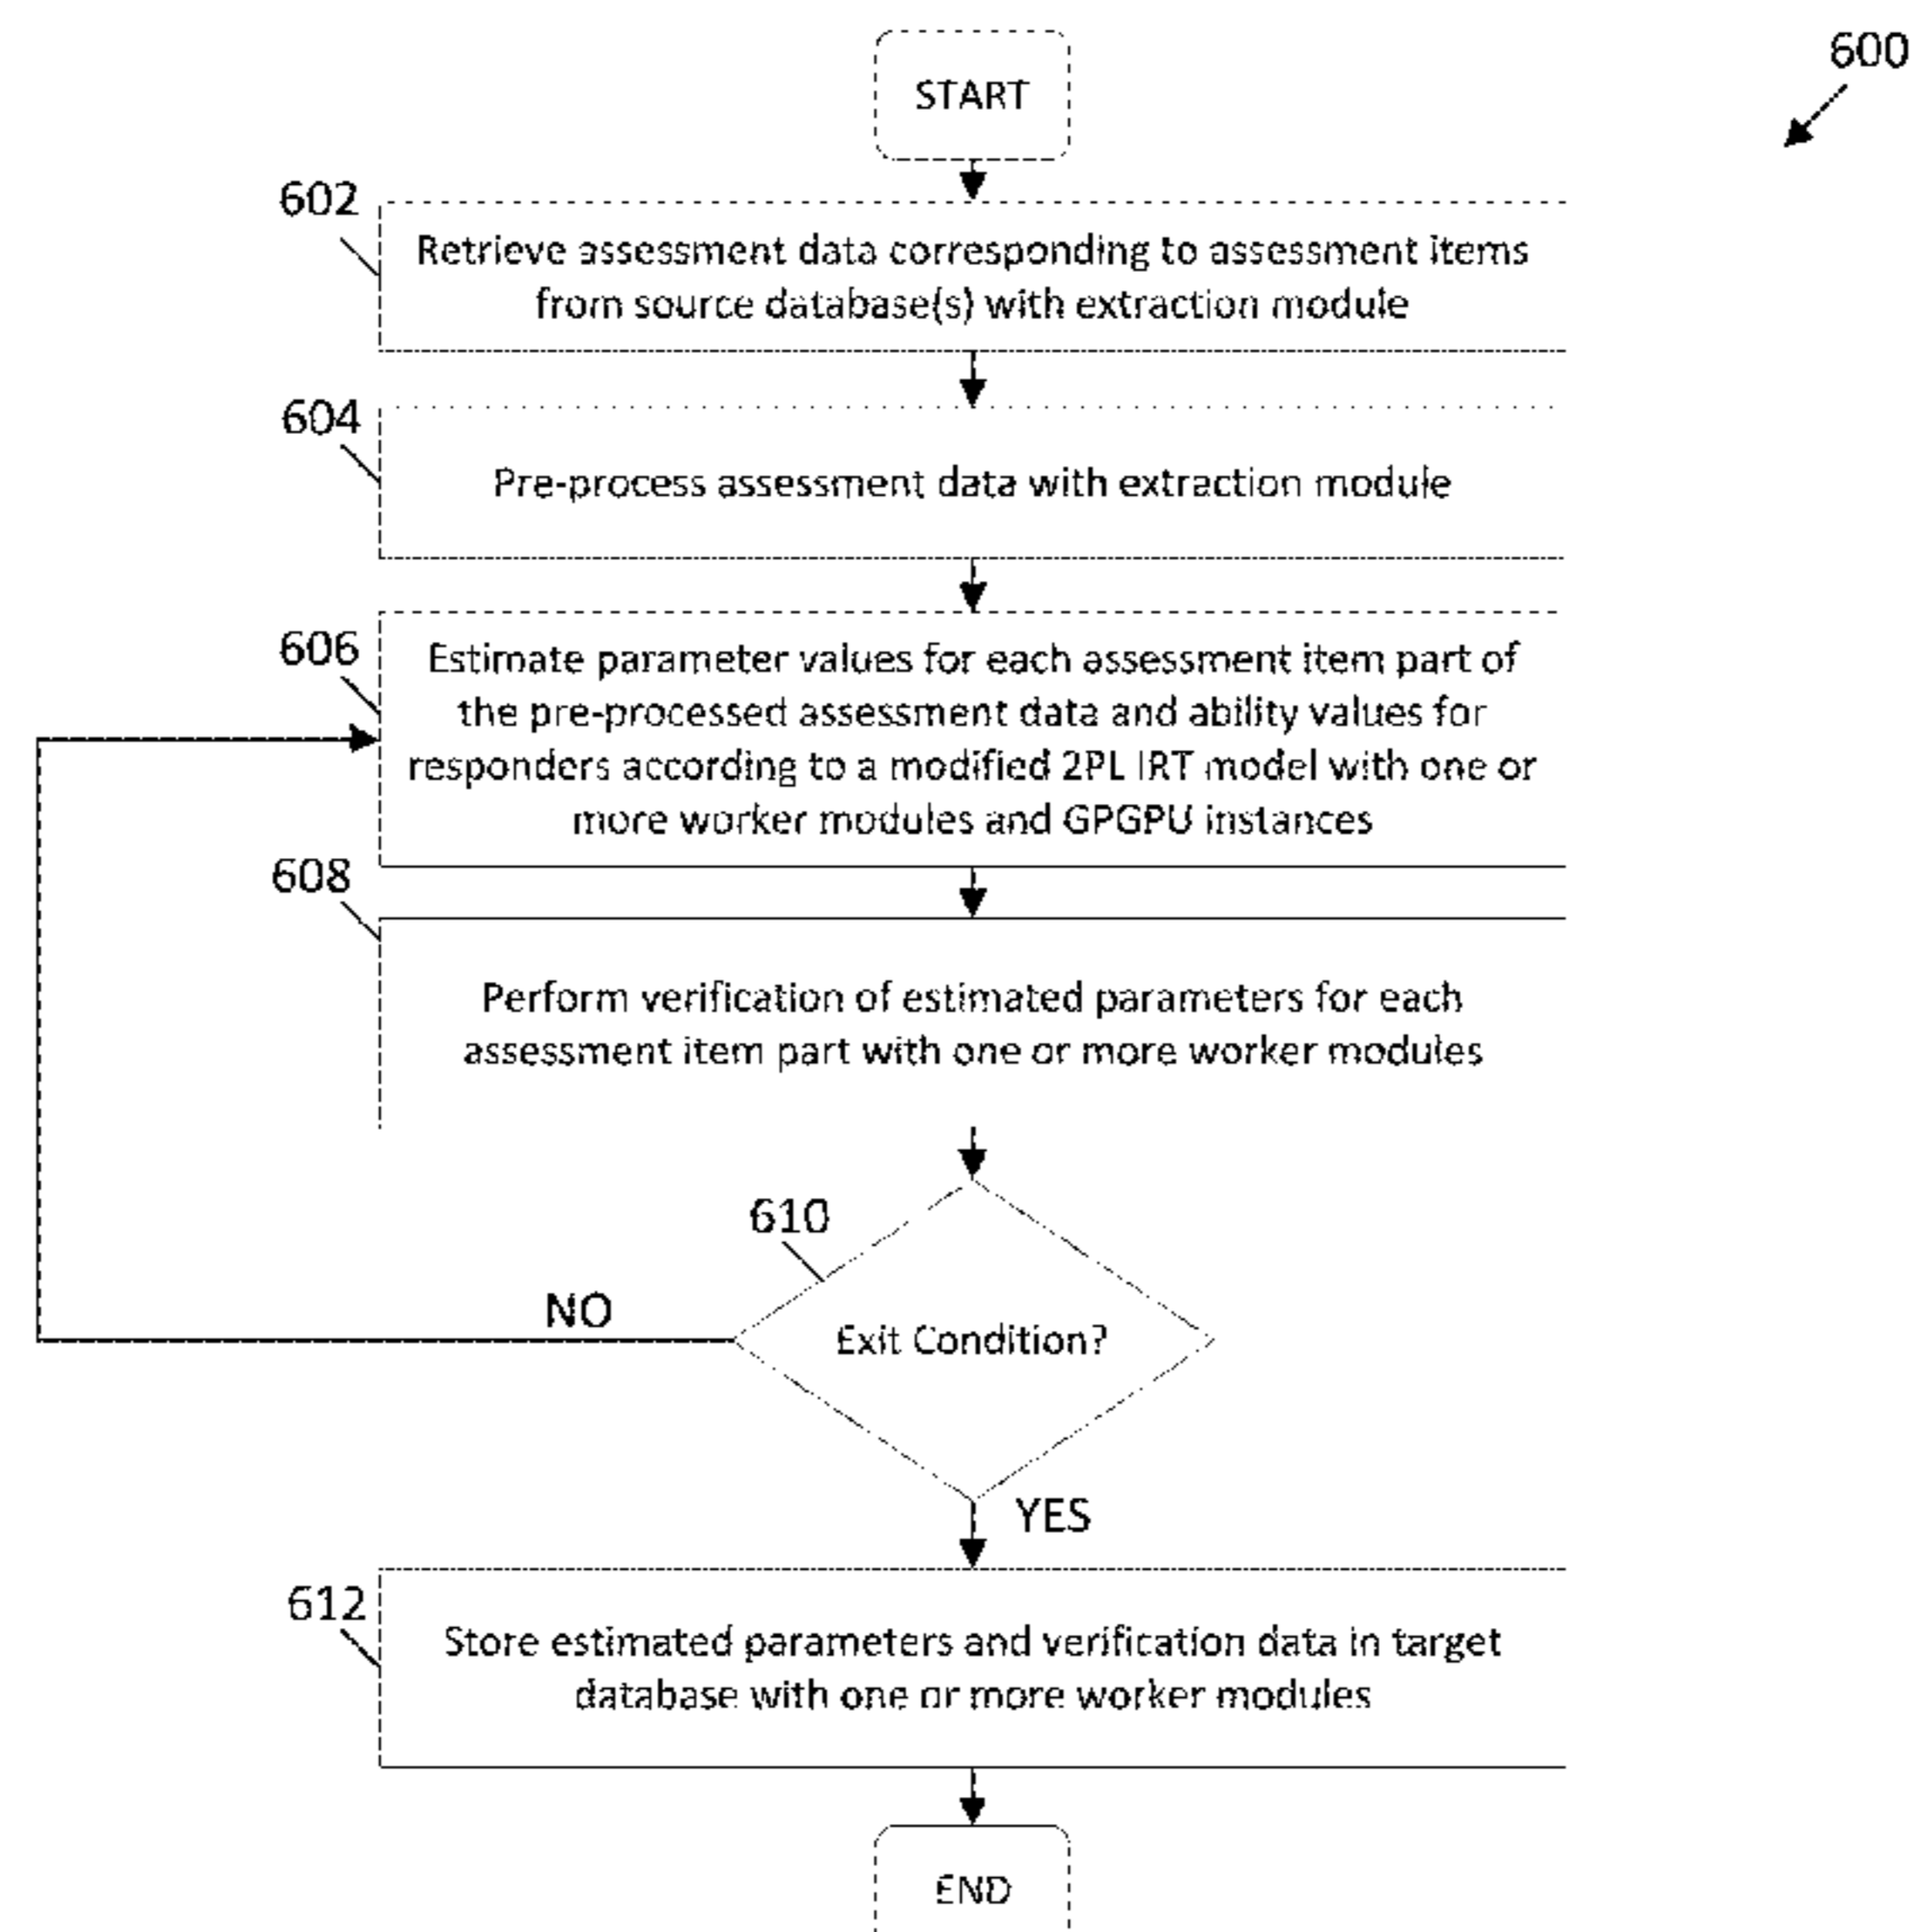 START
600
602
Retrieve assessment data corresponding to assessment items
from source database(s) with extraction module
604
Pre-process assessment data with extraction module
606
Estimate parameter values for each assessment item part of
the pre-processed assessment data and ability values for
responders according to a modified 2PL IRT model with one or
more worker modules and GPGPU instances
608
Perform verification of estimated parameters for each
assessment item part with one or more worker modules
610
NO
Exit Condition?
YES
612
Store estimated parameters and verification data in target
database with one or more worker modules
END